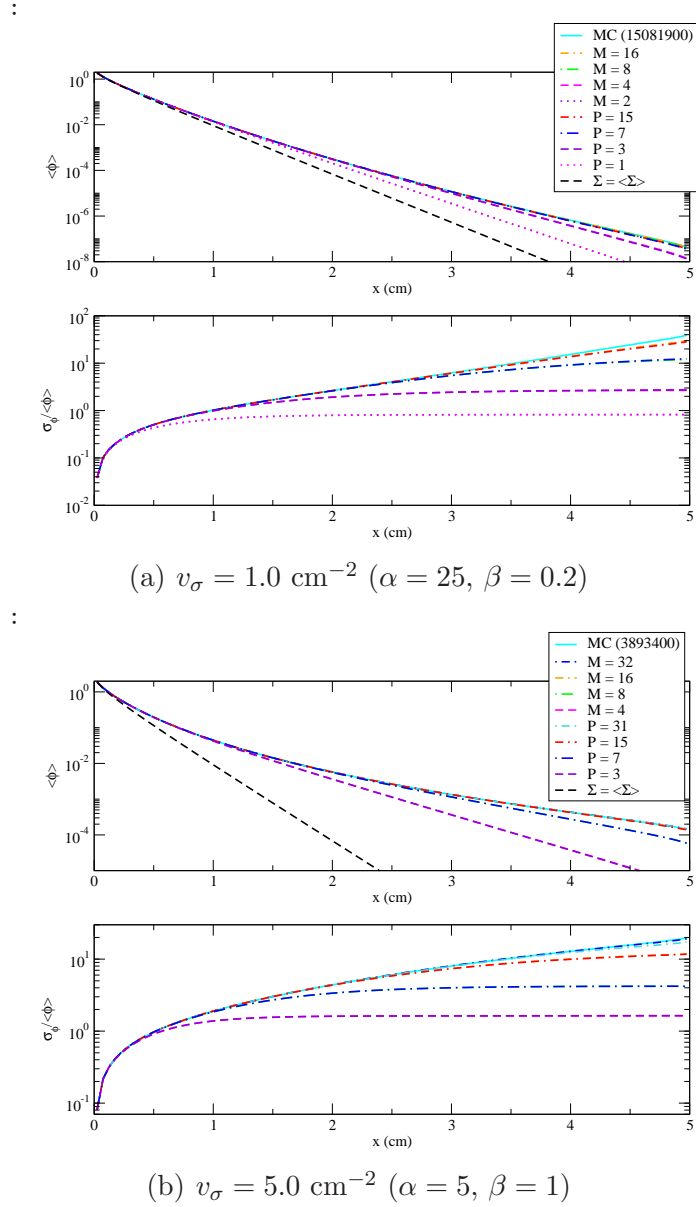 :
MC (15081900)
M = 16
M = 8
M = 4
M = 2
P = 15
P = 7
P = 3
P = 1
Σ = <Σ>
<ϕ>
10^0
10^-2
10^-4
10^-6
10^-8
0 1 2 3 4 5
x (cm)
σ_ϕ/<ϕ>
10^2
10^1
10^0
10^-1
10^-2
0 1 2 3 4 5
x (cm)
(a) v_σ = 1.0 cm^−2 (α = 25, β = 0.2)
:
MC (3893400)
M = 32
M = 16
M = 8
M = 4
P = 31
P = 15
P = 7
P = 3
Σ = <Σ>
<ϕ>
10^0
10^-2
10^-4
0 1 2 3 4 5
x (cm)
σ_ϕ/<ϕ>
10^1
10^0
10^-1
0 1 2 3 4 5
x (cm)
(b) v_σ = 5.0 cm^−2 (α = 5, β = 1)